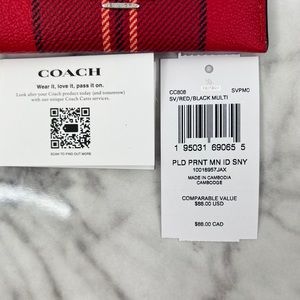 COACH
Wear it, love it, pass it on.
Look after your Coach product today (and tomorrow)
with our unique Coach Care services.
SCAN TO FIND OUT MORE
CC808 SVPMO
SV/RED/BLACK MULTI
1 95031 69065 5
PLD PRNT MN ID SNY
10016957JAX
MADE IN CAMBODIA
CAMBODGE
COMPARABLE VALUE
$88.00 USD
$88.00 CAD